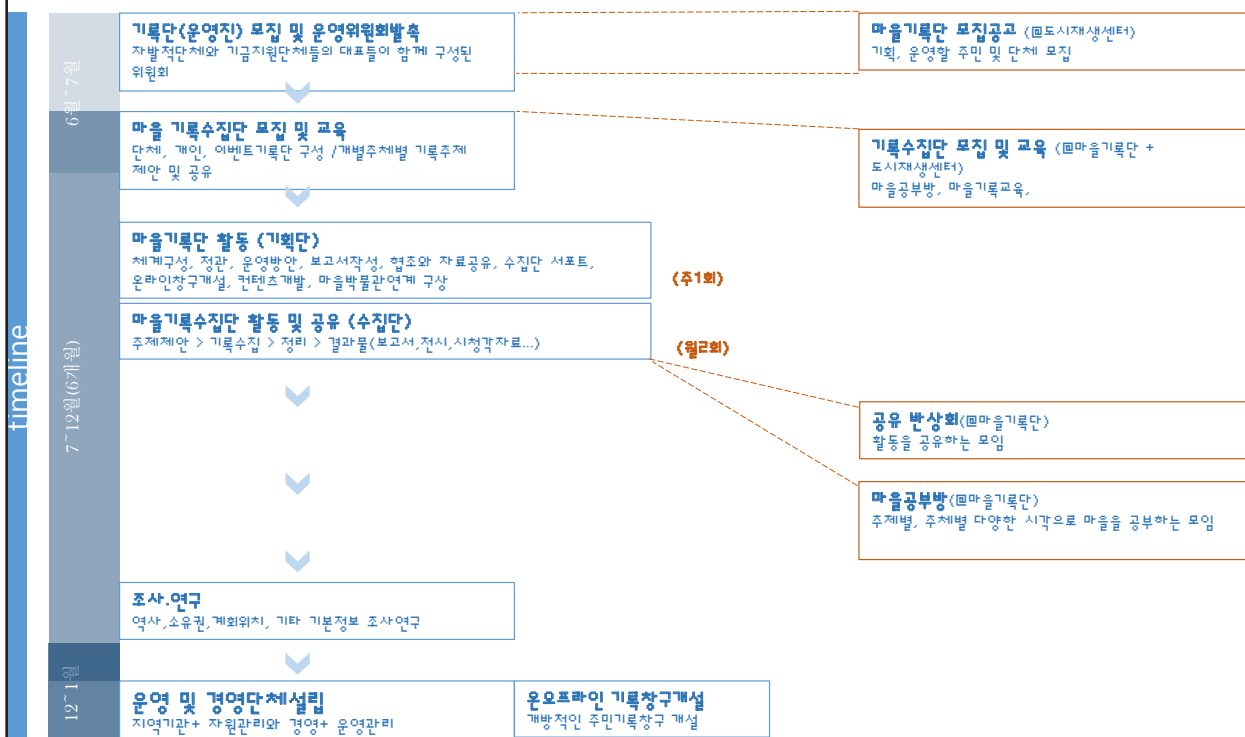 timeline
6월~7월
기록단(운영진) 모집 및 운영위원회발촉
자발적단체와 기금지원단체들의 대표들이 함께 구성된
위원회
마을기록단 모집공고 (@도시재생센터)
기획, 운영할 주민 및 단체 모집
마을 기록수집단 모집 및 교육
단체, 개인, 이벤트기록단 구성 /개별주체별 기록주제
제안 및 공유
기록수집단 모집 및 교육 (@마을기록단 +
도시재생센터)
마을공부방, 마을기록교육,
7~12월(6개월)
마을기록단 활동 (기획단)
체계구성, 정관, 운영방안, 보고서작성, 협조와 자료공유, 수집단 서포트,
온라인창구개설, 컨텐츠개발, 마을박물관연계 구상
(주1회)
마을기록수집단 활동 및 공유 (수집단)
주제제안 > 기록수집 > 정리 > 결과물(보고서,전시,시청각자료...)
(월2회)
공유 반상회(@마을기록단)
활동을 공유하는 모임
마을공부방(@마을기록단)
주제별, 주체별 다양한 시각으로 마을을 공부하는 모임
조사.연구
역사,소유권,계획위치, 기타 기본정보 조사연구
12~1월
운영 및 경영단체설립
지역기관+ 자원관리와 경영+ 운영관리
온오프라인 기록창구개설
개방적인 주민기록창구 개설